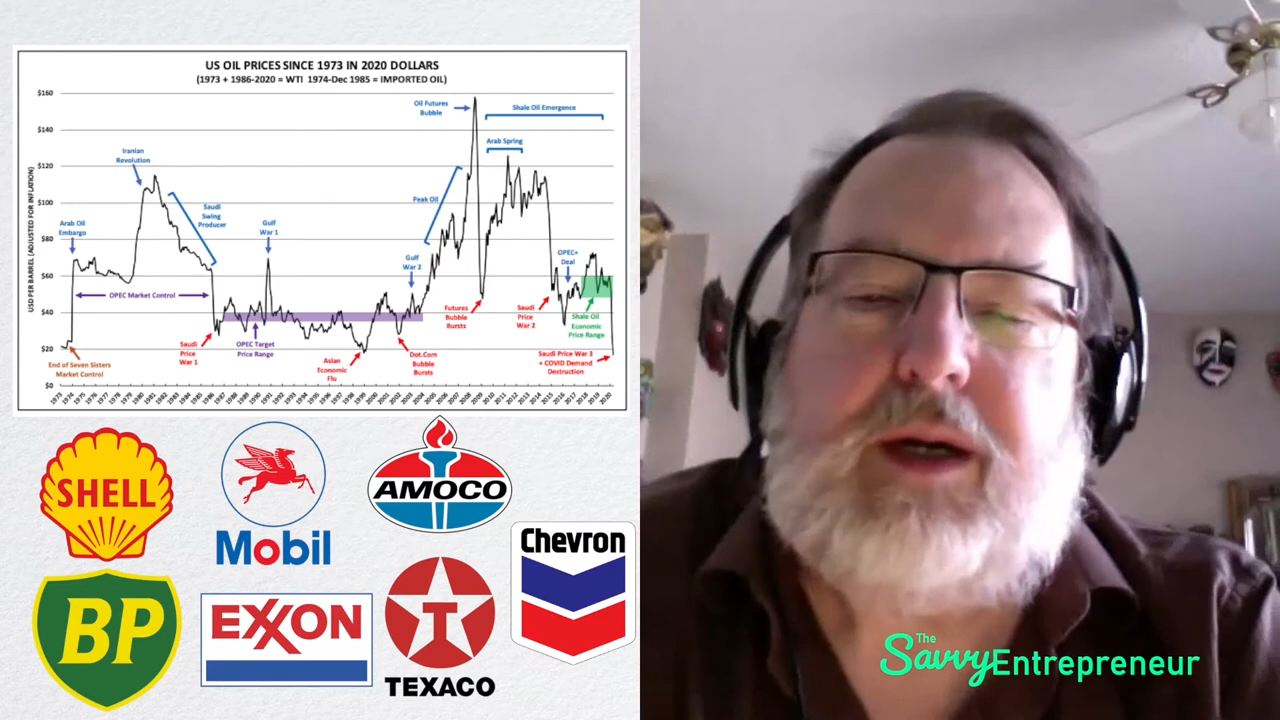 US OIL PRICES SINCE 1973 IN 2020 DOLLARS
(1973 + 1986-2020 = WTI 1974-Dec 1985 = IMPORTED OIL)
USD PER BARREL (ADJUSTED FOR INFLATION)
$160
$140
$120
$100
$80
$60
$40
$20
$0
Arab Oil
Embargo
Iranian
Revolution
Saudi
Swing
Producer
Gulf
War 1
OPEC Market Control
End of Seven Sisters
Market Control
Saudi
Price
War 1
OPEC Target
Price Range
Asian
Economic
Flu
Dot.Com
Bubble
Bursts
Gulf
War 2
Peak Oil
Oil Futures
Bubble
Shale Oil Emergence
Arab Spring
Futures
Bubble
Bursts
Saudi
Price
War 2
OPEC+
Deal
Shale Oil
Economic
Price Range
Saudi Price War 3
+ COVID Demand
Destruction
SHELL
Mobil
AMOCO
Chevron
BP
EXXON
T
TEXACO
The
Savvy Entrepreneur